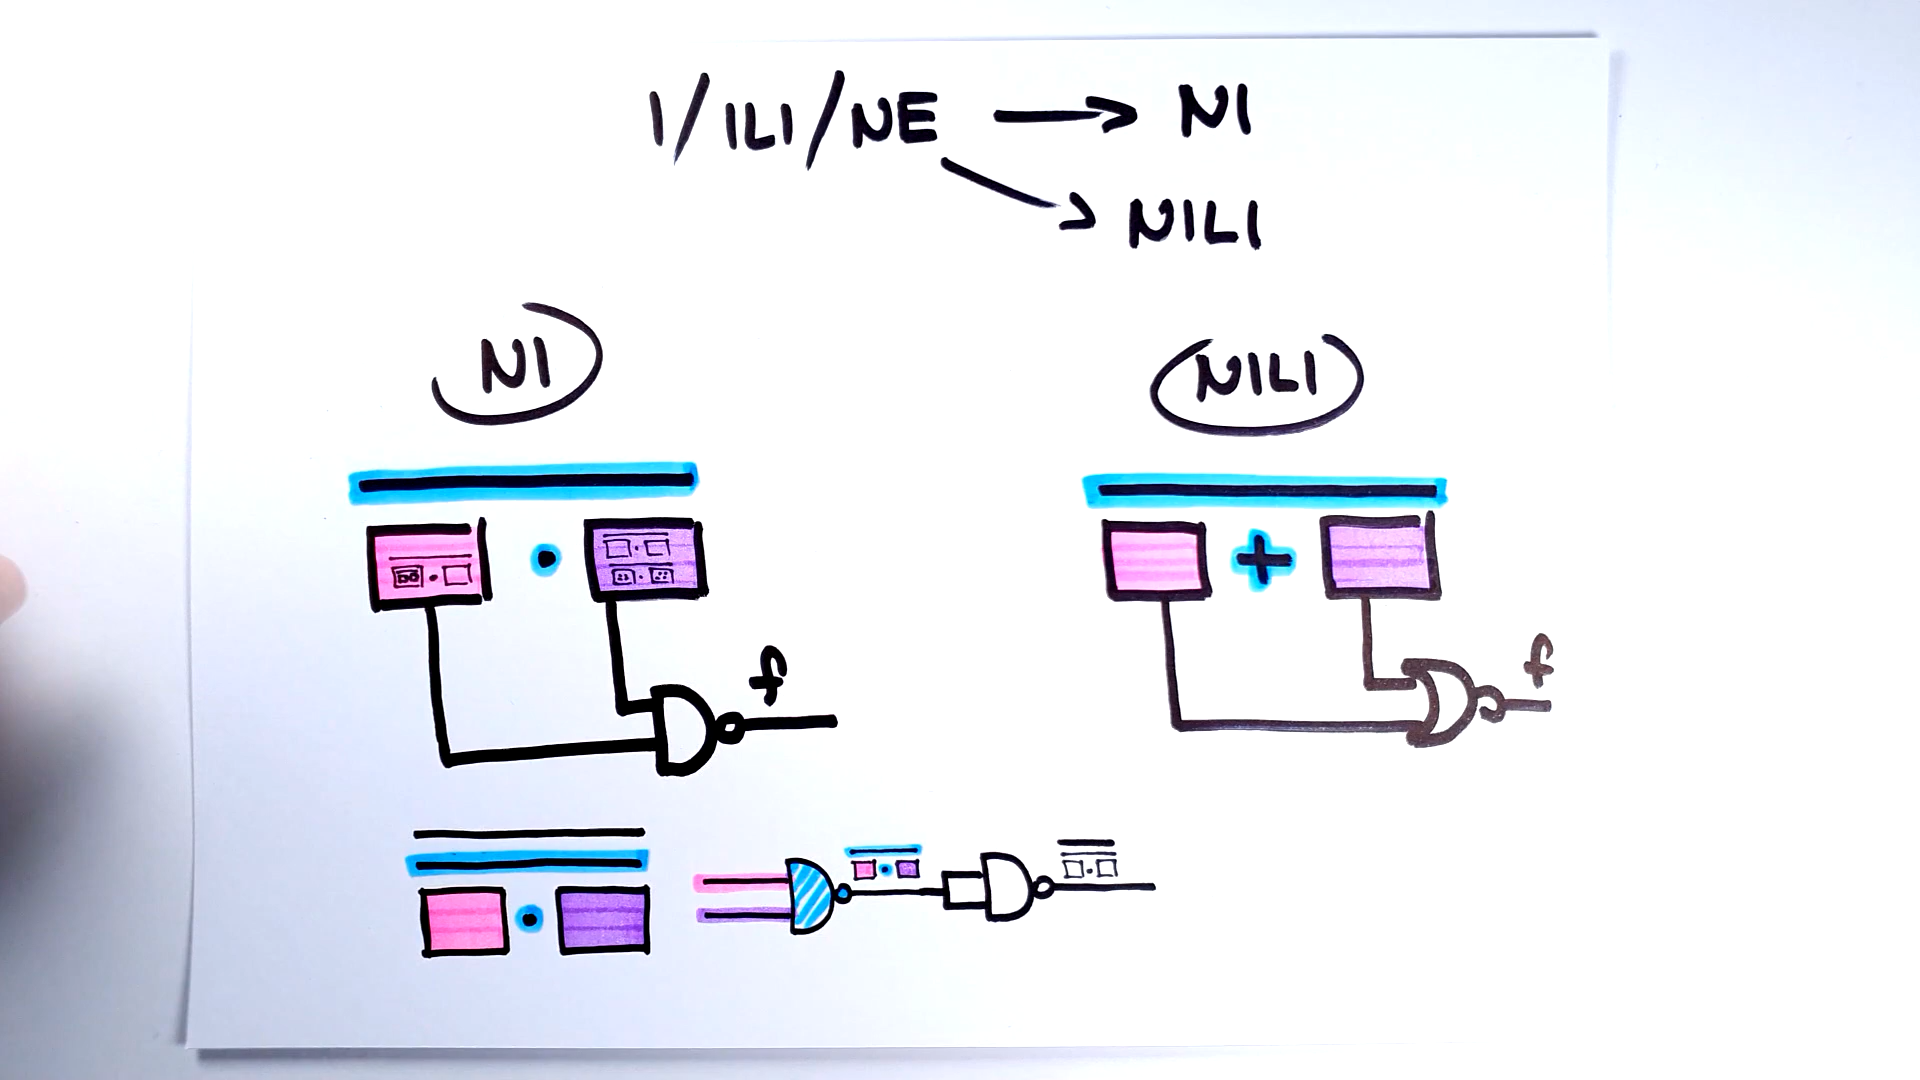 I/ILI/NE → NI
NILI
NI
NILI
+
f
f